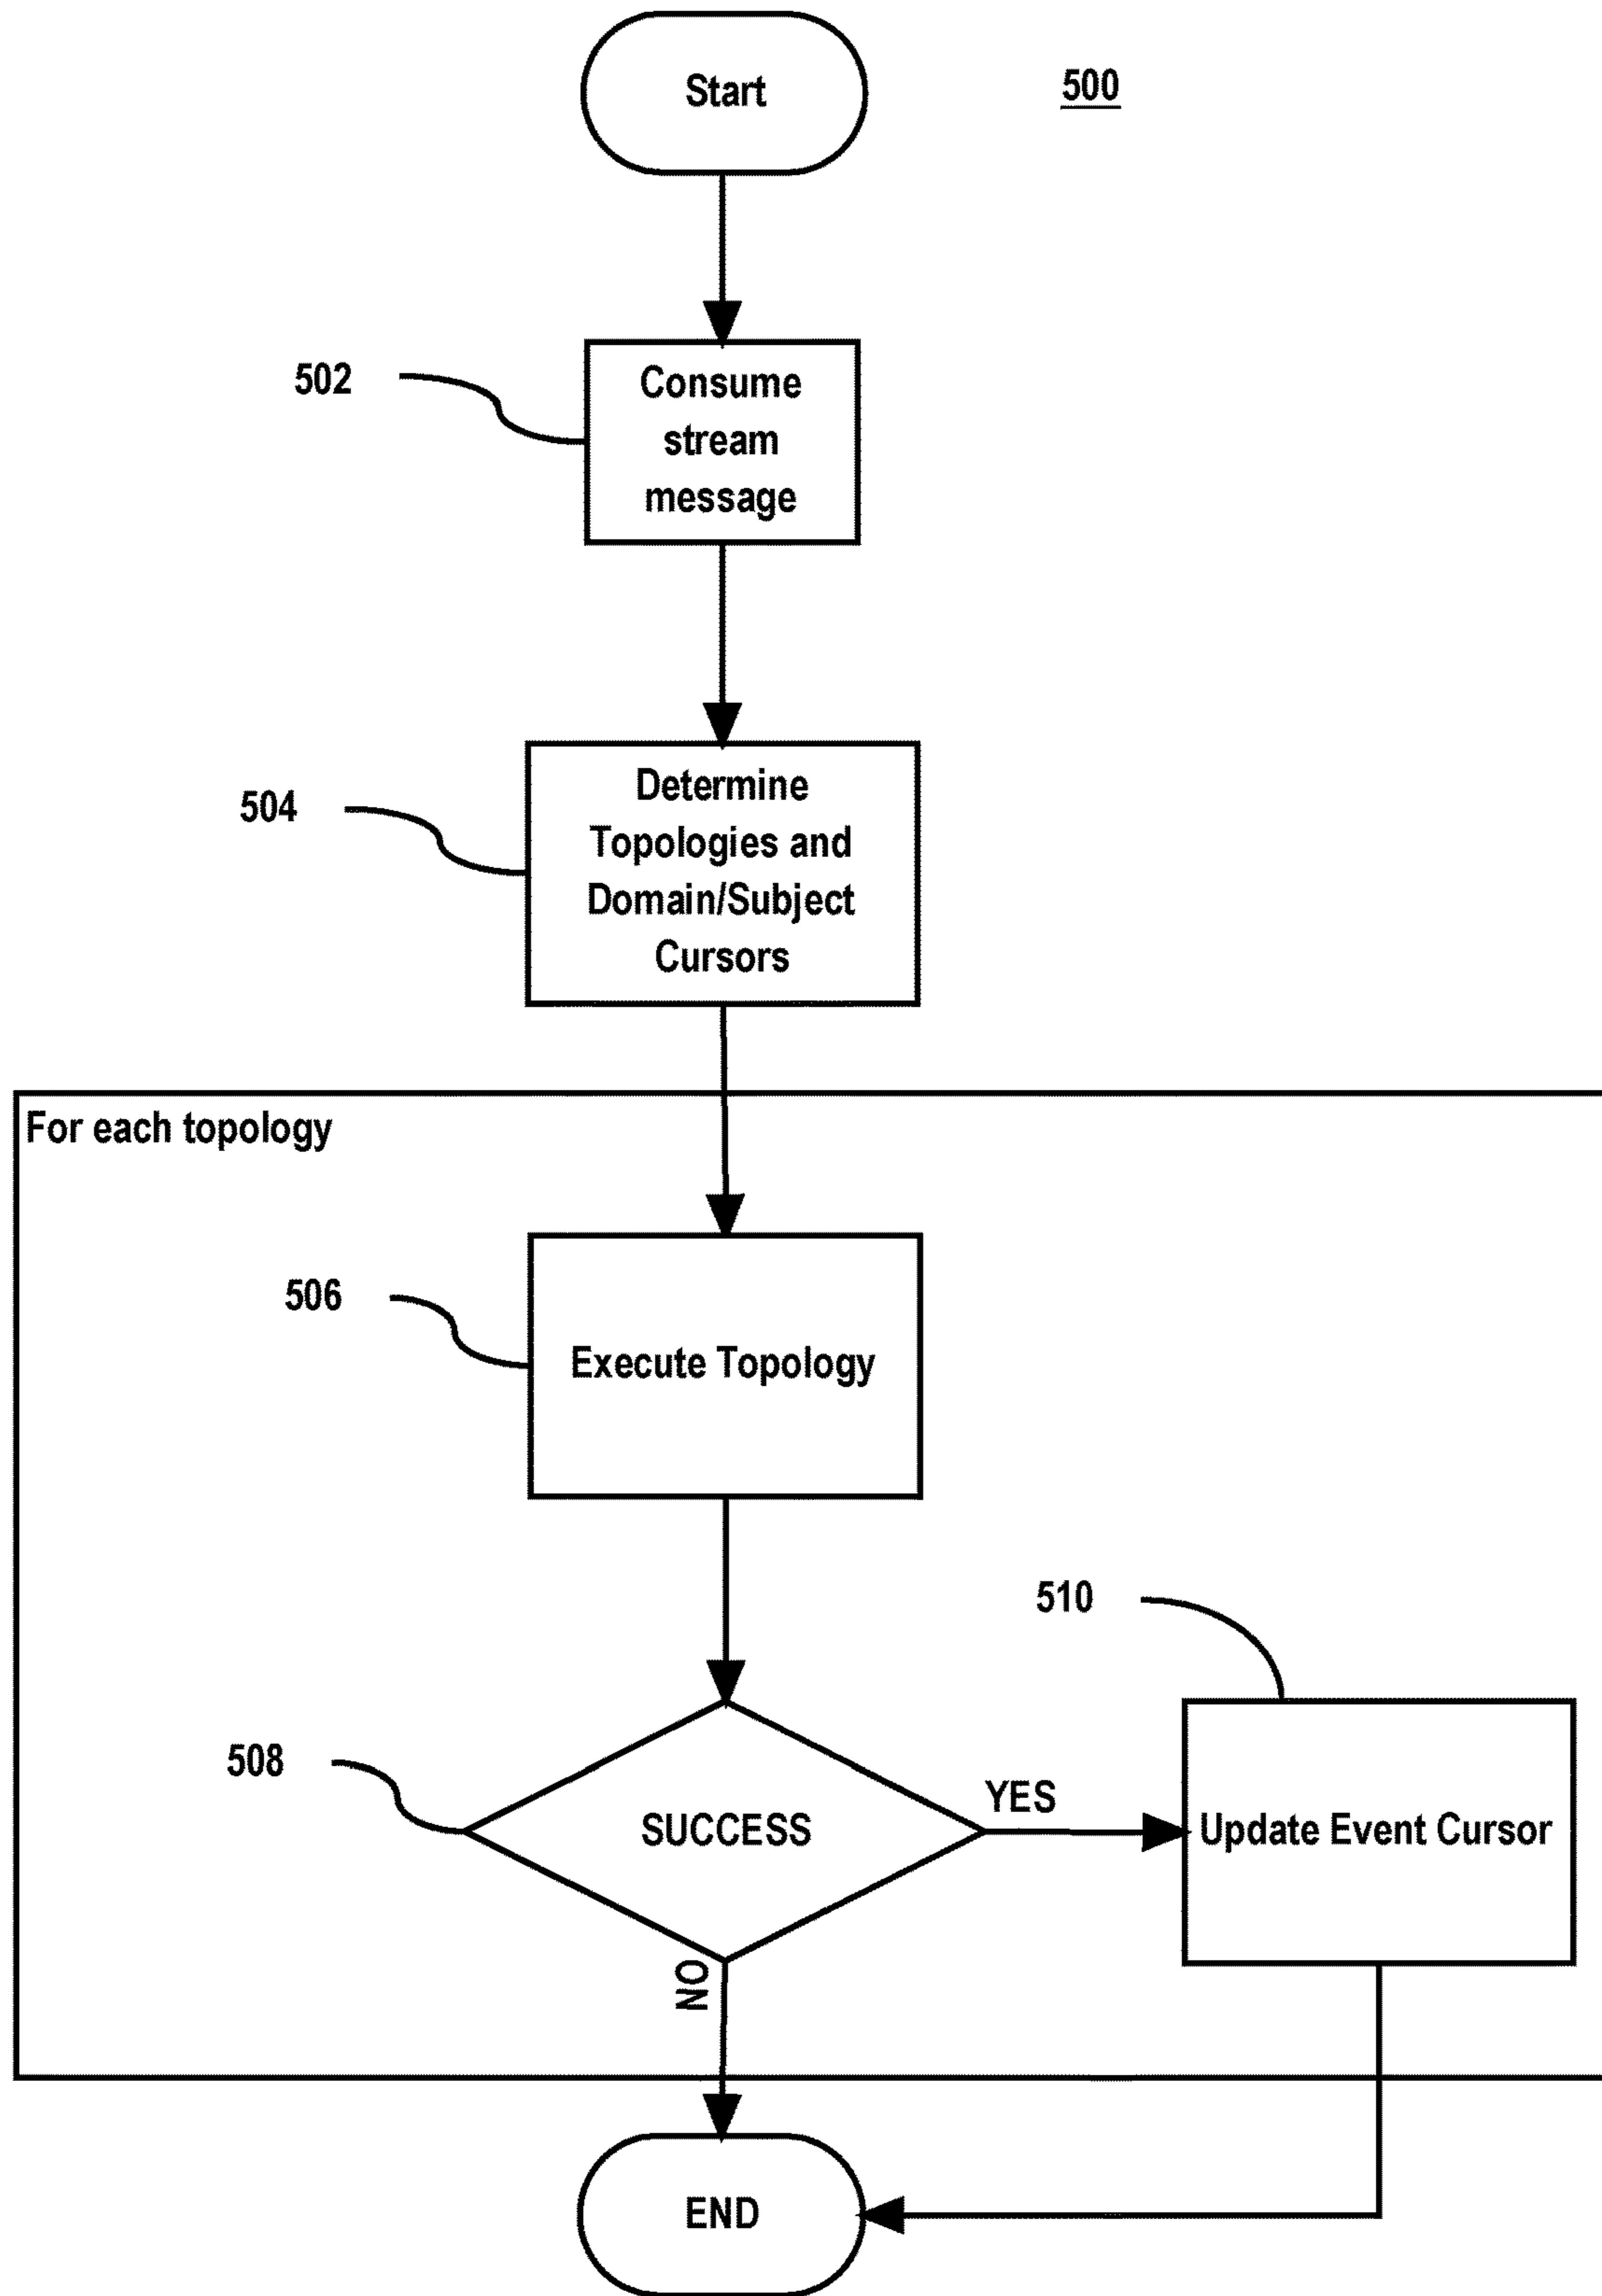 Start
500
502
Consume
stream
message
504
Determine
Topologies and
Domain/Subject
Cursors
For each topology
506
Execute Topology
510
508
SUCCESS
YES
Update Event Cursor
NO
END